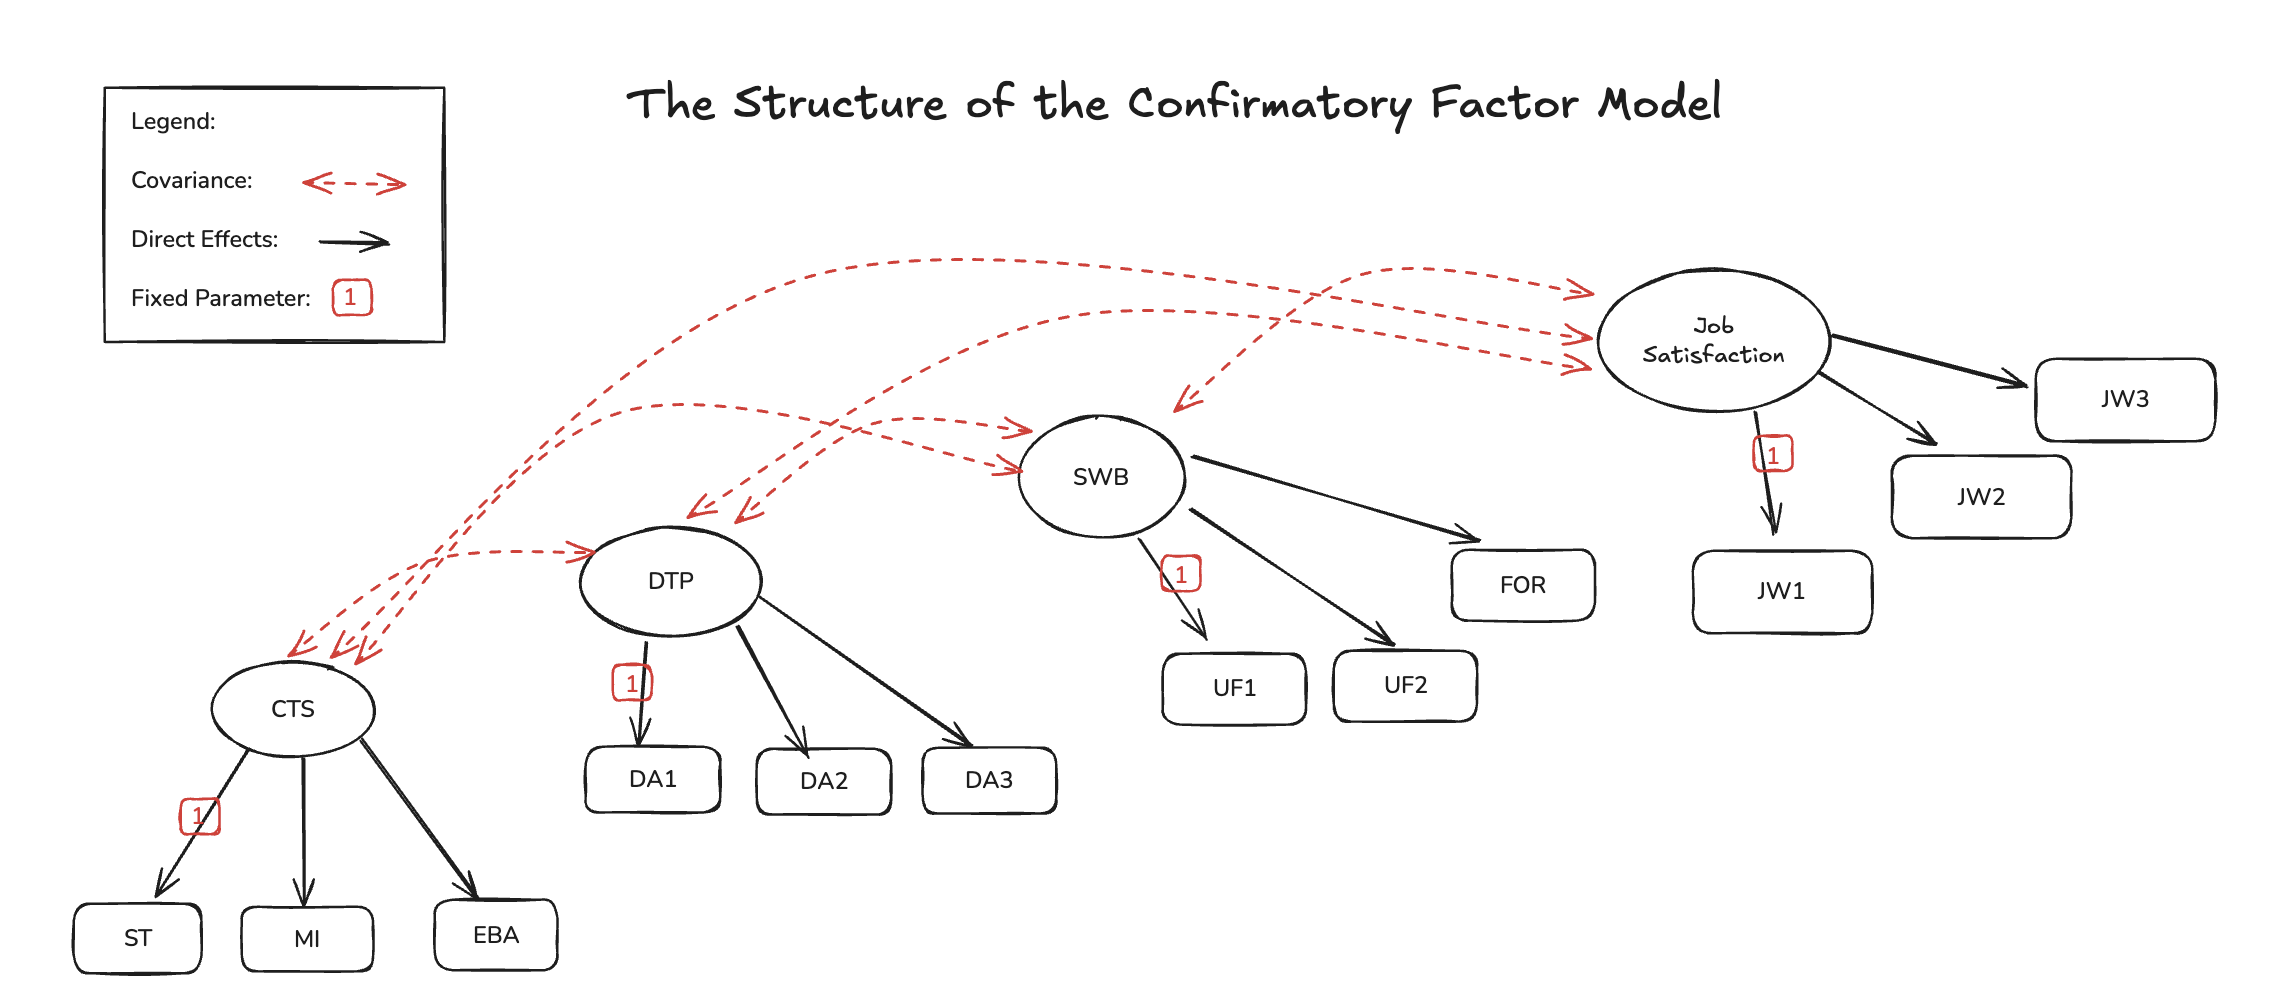 The Structure of the Confirmatory Factor Model
Legend:
Covariance:
Direct Effects:
Fixed Parameter: 1
Job
Satisfaction
JW3
JW2
1
JW1
SWB
FOR
1
UF1
UF2
DTP
1
DA1
DA2
DA3
CTS
1
ST
MI
EBA